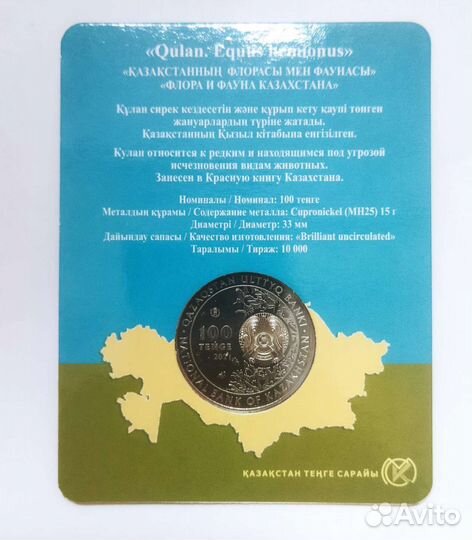 «Qulan. Equus hemionus»
«ҚАЗАҚСТАННЫҢ ФЛОРАСЫ МЕН ФАУНАСЫ»
«ФЛОРА И ФАУНА КАЗАХСТАНА»
Құлан сирек кездесетін және құрып кету қаупі төнген
жануарлардың түріне жатады.
Қазақстанның Қызыл кітабына енгізілген.
Кулан относится к редким и находящимся под угрозой
исчезновения видам животных.
Занесен в Красную книгу Казахстана.
Номиналы / Номинал: 100 теңге
Металдың құрамы / Содержание металла: Cupronickel (МН25) 15 г
Диаметрі / Диаметр: 33 мм
Дайындау сапасы / Качество изготовления: «Brilliant uncirculated»
Таралымы / Тираж: 10 000
QAZAQSTAN ULTTYQ BANKI
100
ТЕҢГЕ
NATIONAL BANK OF KAZAKHSTAN
ҚАЗАҚСТАН ТЕҢГЕ САРАЙЫ
Avito